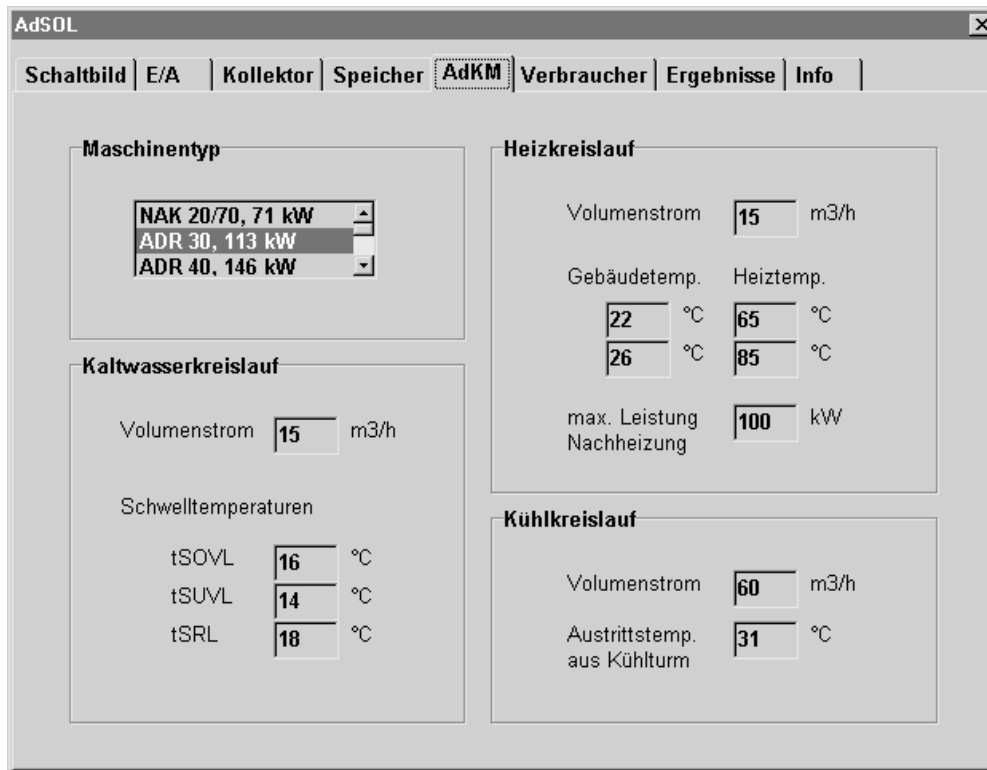 AdSOL
Schaltbild E/A Kollektor Speicher AdKM Verbraucher Ergebnisse Info
Maschinentyp
NAK 20/70, 71 kW
ADR 30, 113 kW
ADR 40, 146 kW
Kaltwasserkreislauf
Volumenstrom 15 m3/h
Schwelltemperaturen
tSOVL 16 °C
tSUVL 14 °C
tSRL 18 °C
Heizkreislauf
Volumenstrom 15 m3/h
Gebäudetemp. Heiztemp.
22 °C 65 °C
26 °C 85 °C
max. Leistung 100 kW
Nachheizung
Kühlkreislauf
Volumenstrom 60 m3/h
Austrittstemp. 31 °C
aus Kühlturm